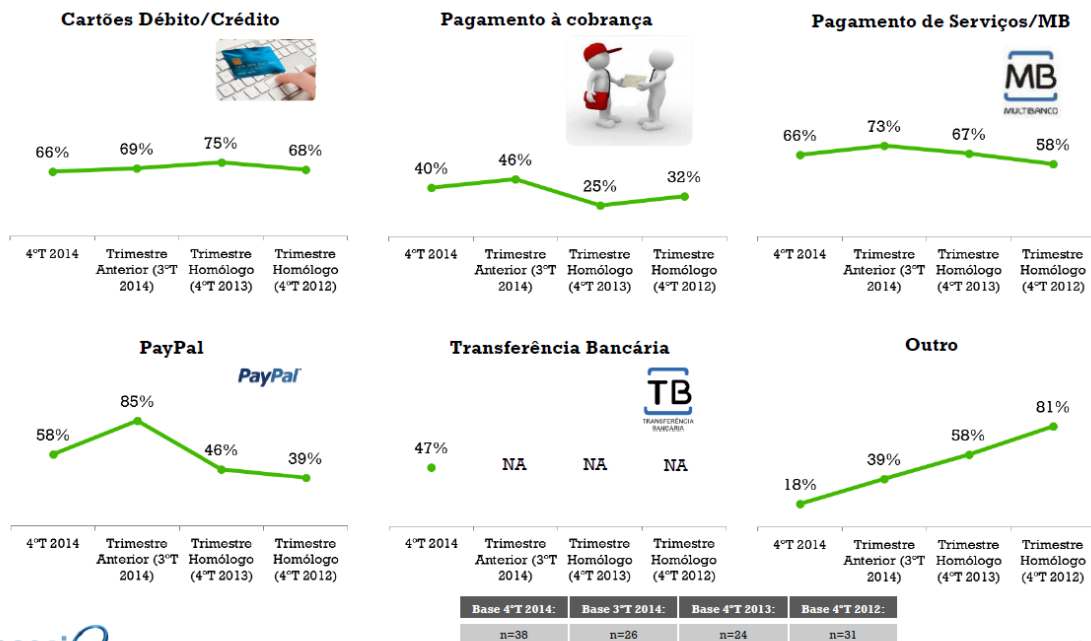 Cartões Débito/Crédito
66%
69%
75%
68%
4ºT 2014
Trimestre
Anterior (3ºT
2014)
Trimestre
Homólogo
(4ºT 2013)
Trimestre
Homólogo
(4ºT 2012)
Pagamento à cobrança
40%
46%
25%
32%
4ºT 2014
Trimestre
Anterior (3ºT
2014)
Trimestre
Homólogo
(4ºT 2013)
Trimestre
Homólogo
(4ºT 2012)
Pagamento de Serviços/MB
MB
MULTIBANCO
66%
73%
67%
58%
4ºT 2014
Trimestre
Anterior (3ºT
2014)
Trimestre
Homólogo
(4ºT 2013)
Trimestre
Homólogo
(4ºT 2012)
PayPal
PayPal
58%
85%
46%
39%
4ºT 2014
Trimestre
Anterior (3ºT
2014)
Trimestre
Homólogo
(4ºT 2013)
Trimestre
Homólogo
(4ºT 2012)
Transferência Bancária
TB
TRANSFERÊNCIA
BANCÁRIA
47%
NA
NA
NA
4ºT 2014
Trimestre
Anterior (3ºT
2014)
Trimestre
Homólogo
(4ºT 2013)
Trimestre
Homólogo
(4ºT 2012)
Outro
18%
39%
58%
81%
4ºT 2014
Trimestre
Anterior (3ºT
2014)
Trimestre
Homólogo
(4ºT 2013)
Trimestre
Homólogo
(4ºT 2012)
Base 4ºT 2014: Base 3ºT 2014: Base 4ºT 2013: Base 4ºT 2012:
n=38 n=26 n=24 n=31